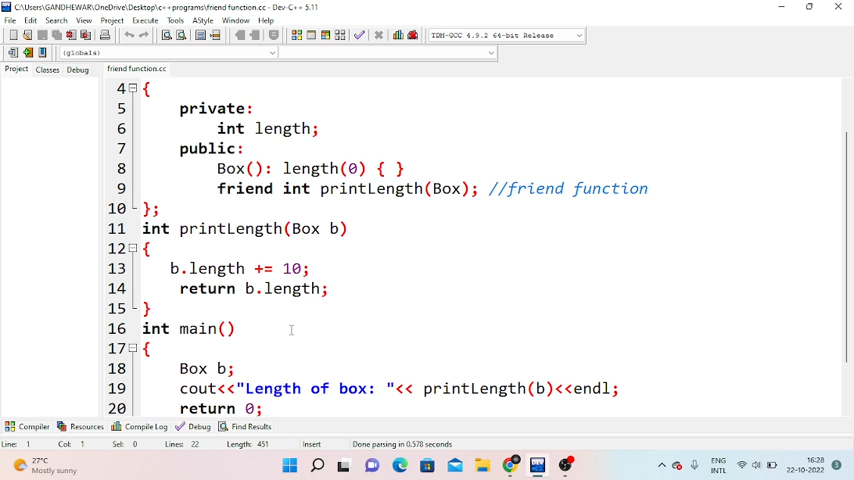 C:\Users\GANDHEWAR\OneDrive\Desktop\c++programs\friend function.cc - Dev-C++ 5.11
File Edit Search View Project Execute Tools AStyle Window Help
TDM-GCC 4.9.2 64-bit Release
(globals)
Project Classes Debug
friend function.cc
4 {
5 private:
6 int length;
7 public:
8 Box(): length(0) { }
9 friend int printLength(Box); //friend function
10 };
11 int printLength(Box b)
12 {
13 b.length += 10;
14 return b.length;
15 }
16 int main()
17 {
18 Box b;
19 cout<<"Length of box: "<< printLength(b)<<endl;
20 return 0;
Compiler Resources Compile Log Debug Find Results
Line: 1 Col: 1 Sel: 0 Lines: 22 Length: 451 Insert Done parsing in 0.578 seconds
27°C
Mostly sunny
ENG
INTL
16:28
22-10-2022
3